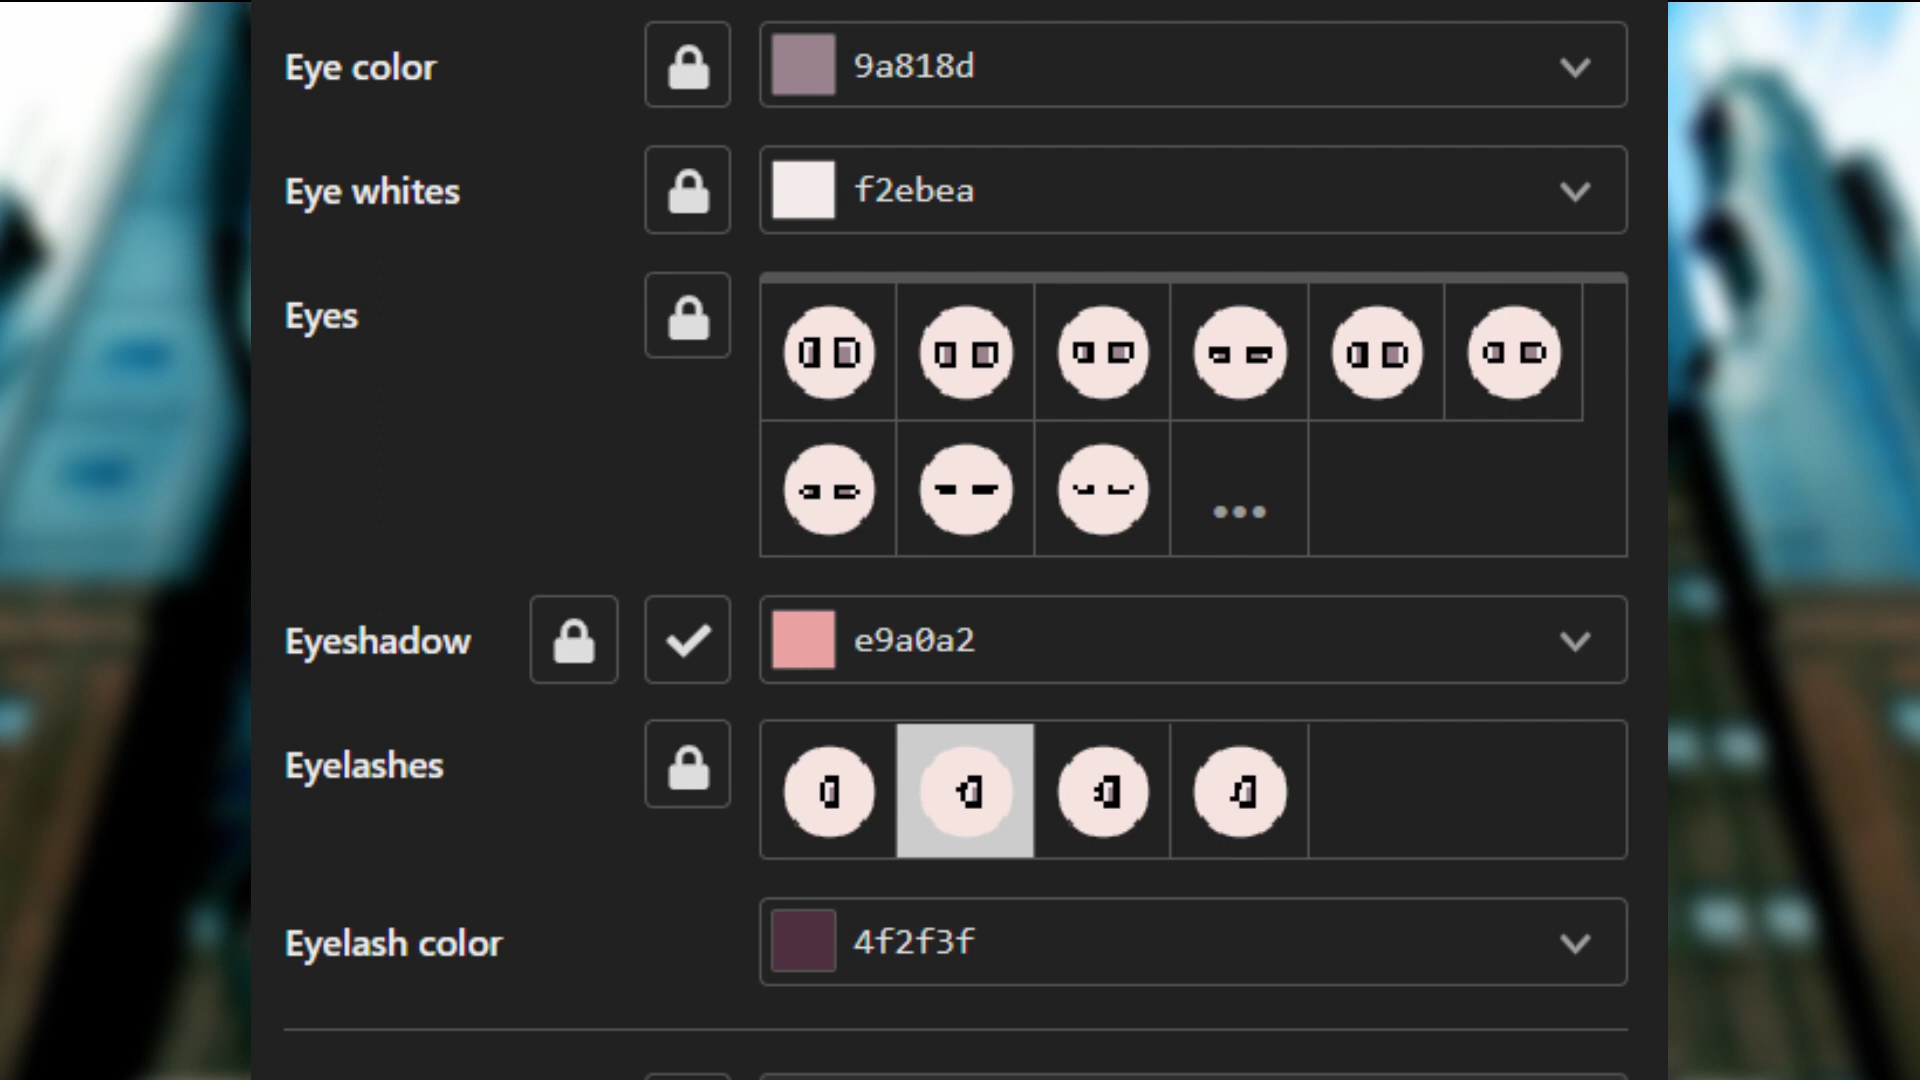 Eye color 9a818d
Eye whites f2ebea
Eyes
Eyeshadow e9a0a2
Eyelashes
Eyelash color 4f2f3f